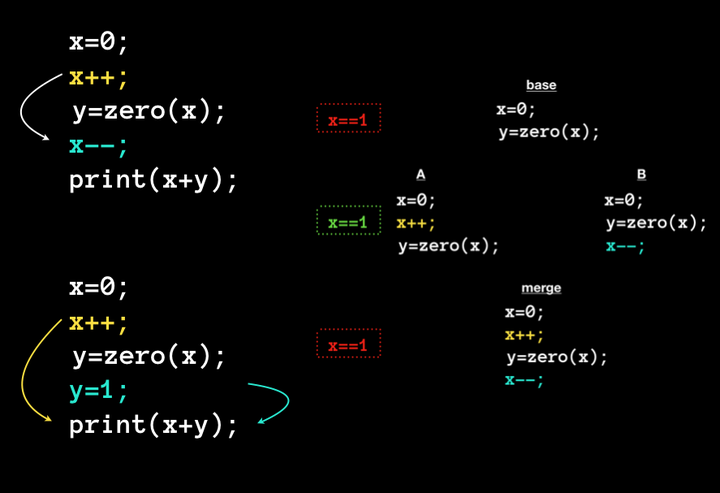 x=0;
x++;
y=zero(x);
x--;
print(x+y);
x=0;
x++;
y=zero(x);
y=1;
print(x+y);
x==1
x==1
x==1
base
x=0;
y=zero(x);
A
x=0;
x++;
y=zero(x);
B
x=0;
y=zero(x);
x--;
merge
x=0;
x++;
y=zero(x);
x--;